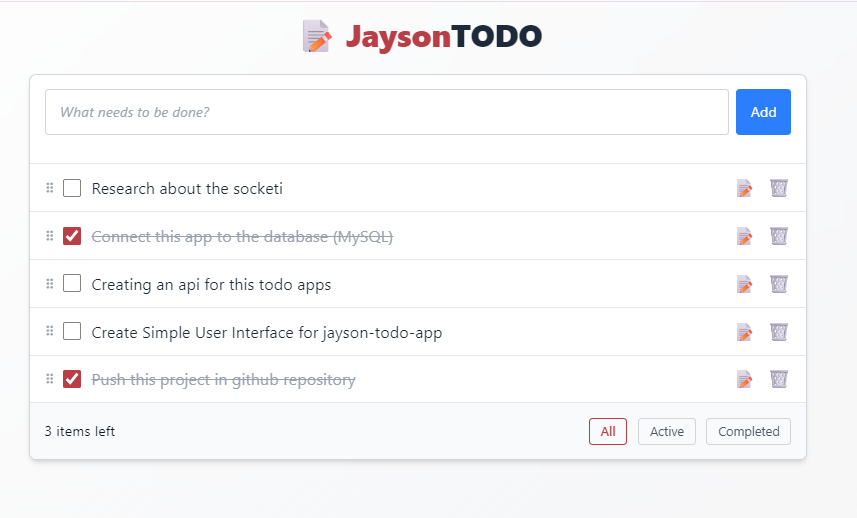 JaysonTODO
What needs to be done?
Add
Research about the socketi
Connect this app to the database (MySQL)
Creating an api for this todo apps
Create Simple User Interface for jayson-todo-app
Push this project in github repository
3 items left
All
Active
Completed